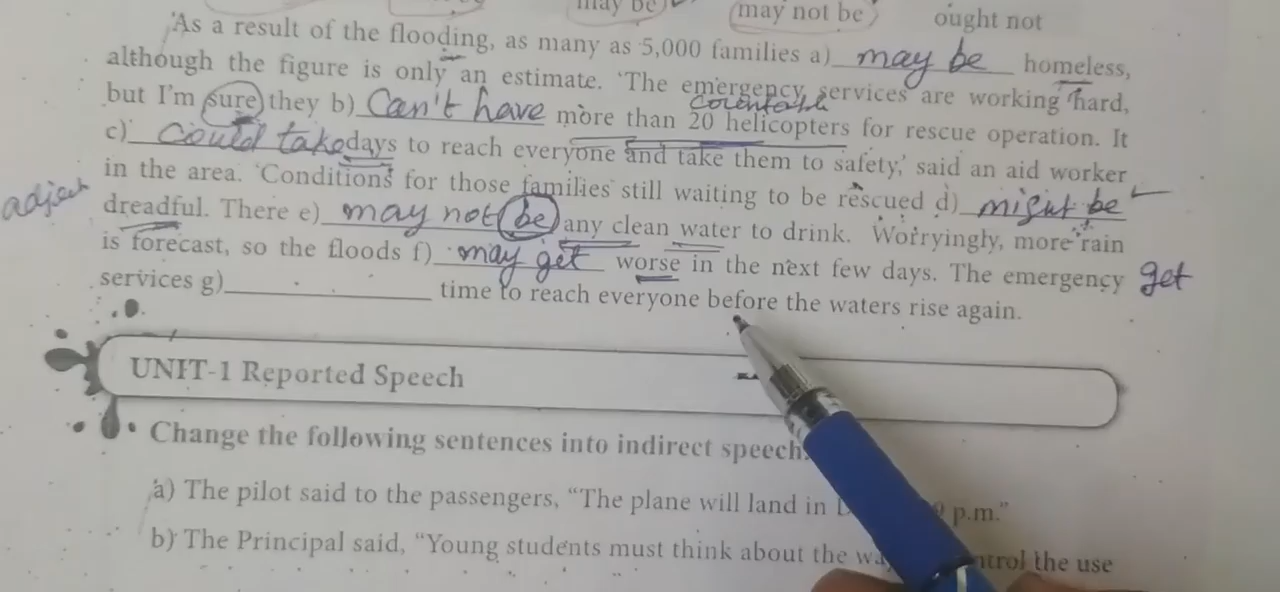 may be may not be ought not
'As a result of the flooding, as many as 5,000 families a) may be homeless,
although the figure is only an estimate. 'The emergency services are working hard,
countable
but I'm sure they b) Can't have more than 20 helicopters for rescue operation. It
c) Could take days to reach everyone and take them to safety,' said an aid worker
in the area. 'Conditions for those families still waiting to be rescued d) might be
dreadful. There e) may not be any clean water to drink. Worryingly, more rain
is forecast, so the floods f) may get worse in the next few days. The emergency get
services g) time to reach everyone before the waters rise again.
UNIT-1 Reported Speech
Change the following sentences into indirect speech.
a) The pilot said to the passengers, “The plane will land in p.m.”
b) The Principal said, “Young students must think about the the use